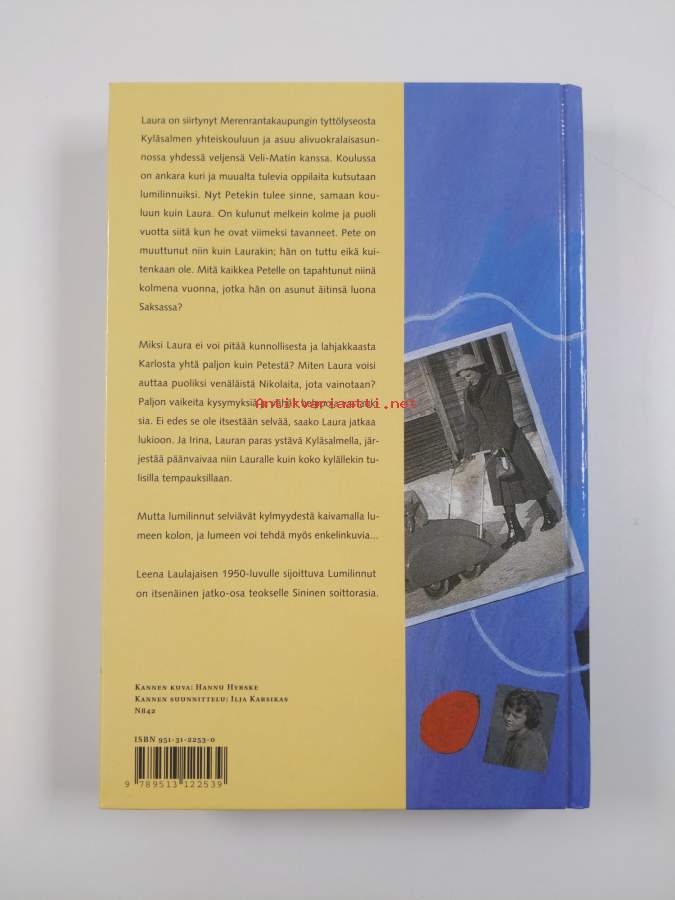 Laura on siirtynyt Merenrantakaupungin tyttölyseosta
Kyläsalmen yhteiskouluun ja asuu alivuokralaisasun-
nossa yhdessä veljensä Veli-Matin kanssa. Koulussa
on ankara kuri ja muualta tulevia oppilaita kutsutaan
lumilinnuiksi. Nyt Petekin tulee sinne, samaan kou-
luun kuin Laura. On kulunut melkein kolme ja puoli
vuotta siitä kun he ovat viimeksi tavanneet. Pete on
muuttunut niin kuin Laurakin; hän on tuttu eikä kui-
tenkaan ole. Mitä kaikkea Petelle on tapahtunut niinä
kolmena vuonna, jotka hän on asunut äitinsä luona
Saksassa?
Miksi Laura ei voi pitää kunnollisesta ja lahjakkaasta
Karlosta yhtä paljon kuin Petestä? Miten Laura voisi
auttaa puoliksi venäläistä Nikolaita, jota vainotaan?
Paljon vaikeita kysymyksiä,
sia. Ei edes se ole itsestään selvää, saako Laura jatkaa
lukioon. Ja Irina, Lauran paras ystävä Kyläsalmella, jär-
jestää päänvaivaa niin Lauralle kuin koko kylällekin tu-
lisilla tempauksillaan.
Antikvariaatti.net
Mutta lumilinnut selviävät kylmyydestä kaivamalla lu-
meen kolon, ja lumeen voi tehdä myös enkelinkuvia...
Leena Laulajaisen 1950-luvulle sijoittuva Lumilinnut
on itsenäinen jatko-osa teokselle Sininen soittorasia.
Kannen kuva: Hannu Hyrske
Kannen suunnittelu: Ilja Karsikas
N842
ISBN 951-31-2253-0
9 789513 122539